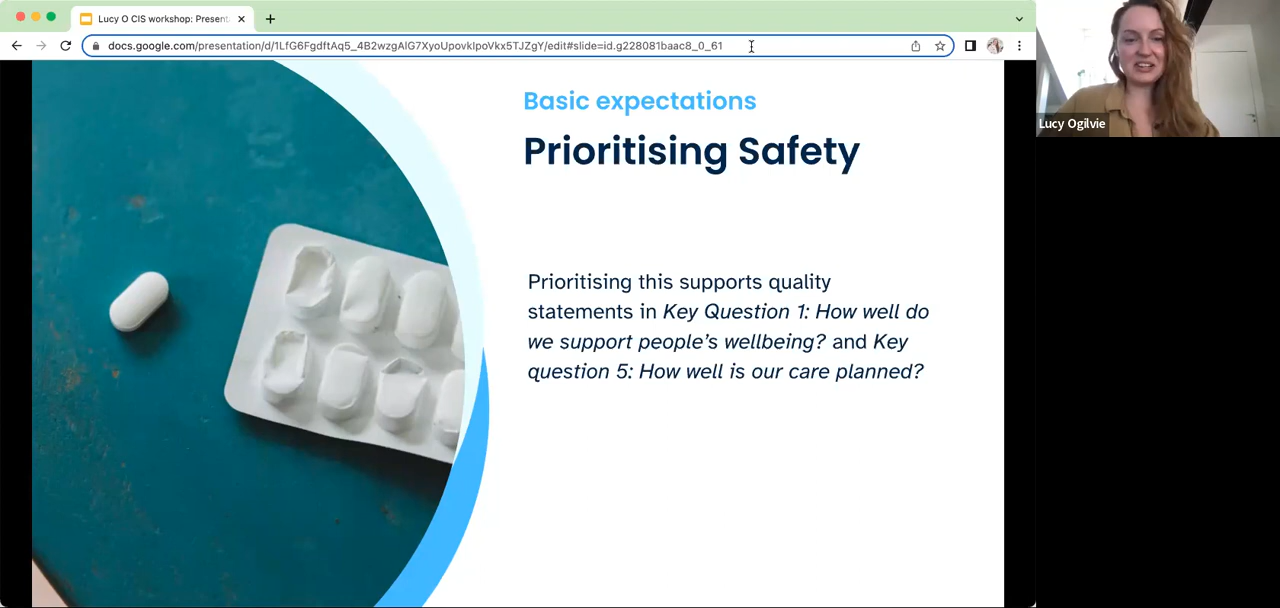 Lucy O CIS workshop: Present
docs.google.com/presentation/d/1LfG6FgdftAq5_4B2wzgAlG7XyoUpovkIpoVkx5TJZgY/edit#slide=id.g228081baac8_0_61
Lucy Ogilvie
Basic expectations
Prioritising Safety
Prioritising this supports quality
statements in Key Question 1: How well do
we support people’s wellbeing? and Key
question 5: How well is our care planned?